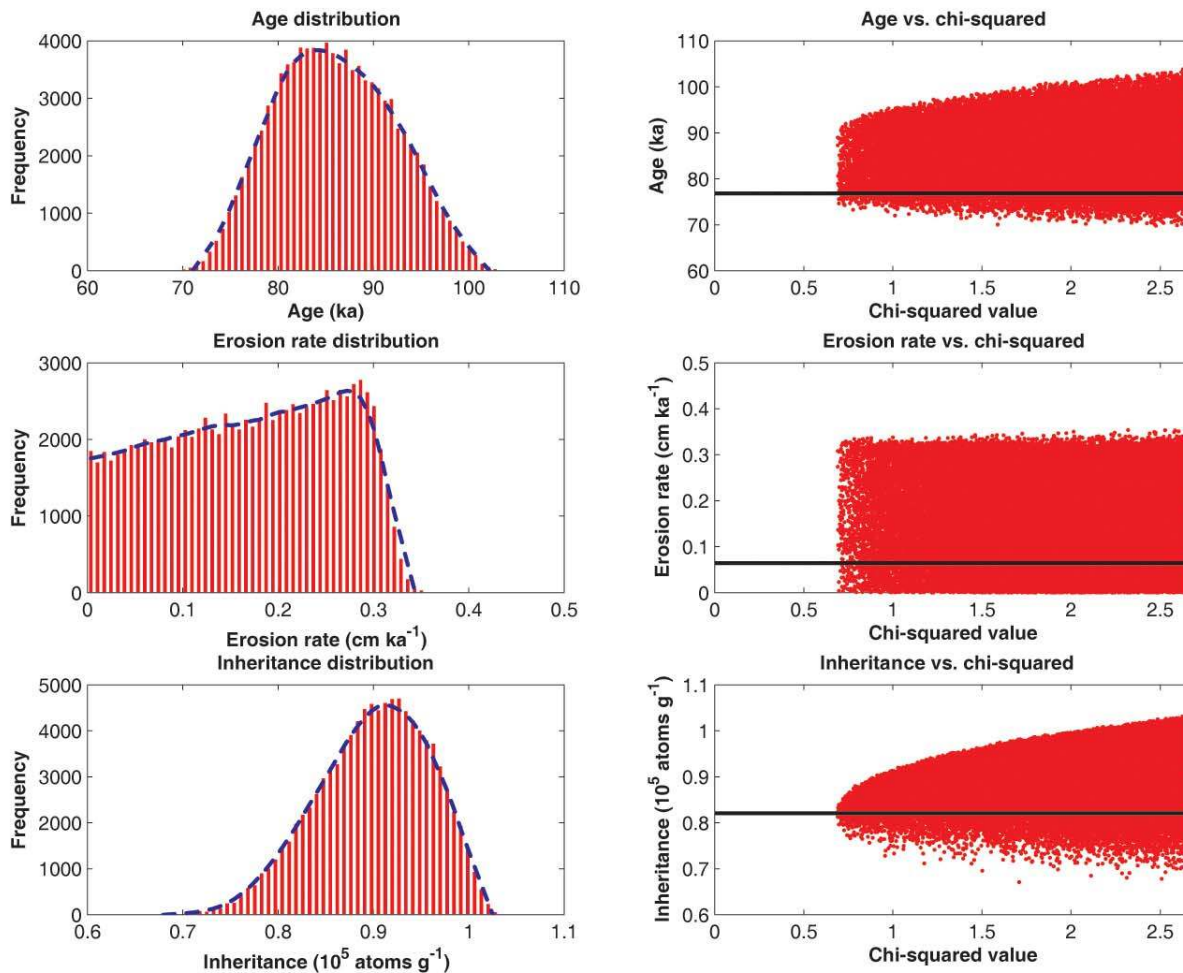 Age distribution
Frequency
4000
3000
2000
1000
0
60 70 80 90 100 110
Age (ka)
Age vs. chi-squared
Age (ka)
110
100
90
80
70
60
0 0.5 1 1.5 2 2.5
Chi-squared value
Erosion rate distribution
Frequency
3000
2000
1000
0
0 0.1 0.2 0.3 0.4 0.5
Erosion rate (cm ka⁻¹)
Erosion rate vs. chi-squared
Erosion rate (cm ka⁻¹)
0.5
0.4
0.3
0.2
0.1
0
0 0.5 1 1.5 2 2.5
Chi-squared value
Inheritance distribution
Frequency
5000
4000
3000
2000
1000
0
0.6 0.7 0.8 0.9 1 1.1
Inheritance (10⁵ atoms g⁻¹)
Inheritance vs. chi-squared
Inheritance (10⁵ atoms g⁻¹)
1.1
1
0.9
0.8
0.7
0.6
0 0.5 1 1.5 2 2.5
Chi-squared value